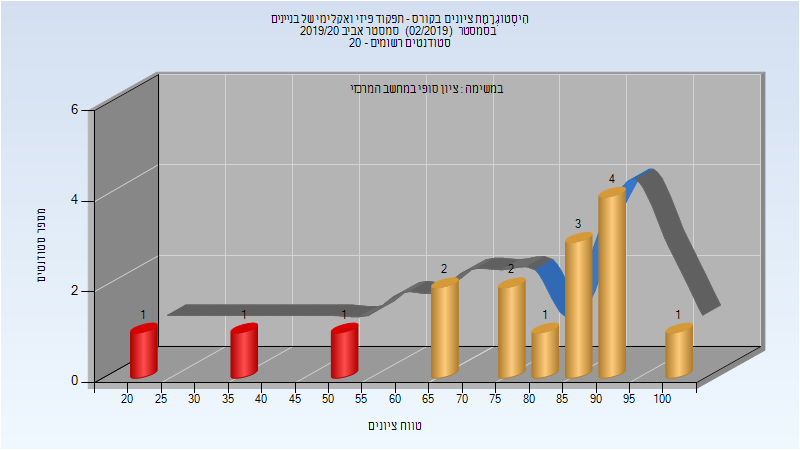 היסטוגרמת ציונים בקורס - תפקוד פיזי ואקלימי של בניינים
בסמסטר (02/2019) סמסטר אביב 2019/20
סטודנטים רשומים - 20
במשימה : ציון סופי במחשב המרכזי
6
4
2
0
מספר סטודנטים
1
1
1
2
2
1
3
4
1
20 25 30 35 40 45 50 55 60 65 70 75 80 85 90 95 100
טווח ציונים